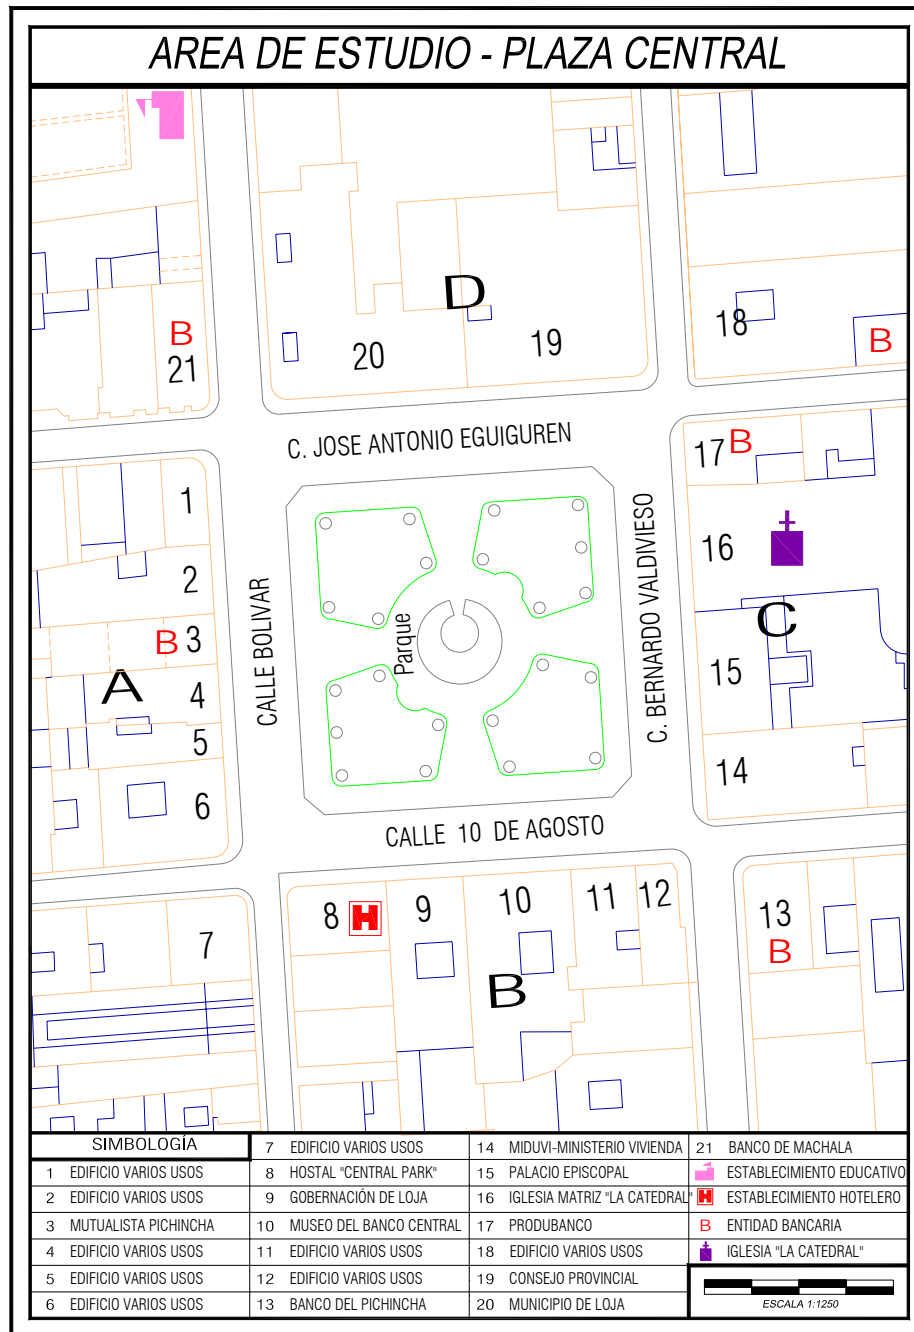 AREA DE ESTUDIO - PLAZA CENTRAL
B
21
20
D
19
18
B
C. JOSE ANTONIO EGUIGUREN
17 B
1
2
B 3
A
4
5
6
CALLE BOLIVAR
Parque
C. BERNARDO VALDIVIESO
16
C
15
14
CALLE 10 DE AGOSTO
7
8 H
9
10
11
12
B
13
B
SIMBOLOGÍA
1 EDIFICIO VARIOS USOS
2 EDIFICIO VARIOS USOS
3 MUTUALISTA PICHINCHA
4 EDIFICIO VARIOS USOS
5 EDIFICIO VARIOS USOS
6 EDIFICIO VARIOS USOS
7 EDIFICIO VARIOS USOS
8 HOSTAL "CENTRAL PARK"
9 GOBERNACIÓN DE LOJA
10 MUSEO DEL BANCO CENTRAL
11 EDIFICIO VARIOS USOS
12 EDIFICIO VARIOS USOS
13 BANCO DEL PICHINCHA
14 MIDUVI-MINISTERIO VIVIENDA
15 PALACIO EPISCOPAL
16 IGLESIA MATRIZ "LA CATEDRAL"
17 PRODUBANCO
18 EDIFICIO VARIOS USOS
19 CONSEJO PROVINCIAL
20 MUNICIPIO DE LOJA
21 BANCO DE MACHALA
ESTABLECIMIENTO EDUCATIVO
H ESTABLECIMIENTO HOTELERO
B ENTIDAD BANCARIA
IGLESIA "LA CATEDRAL"
ESCALA 1:1250